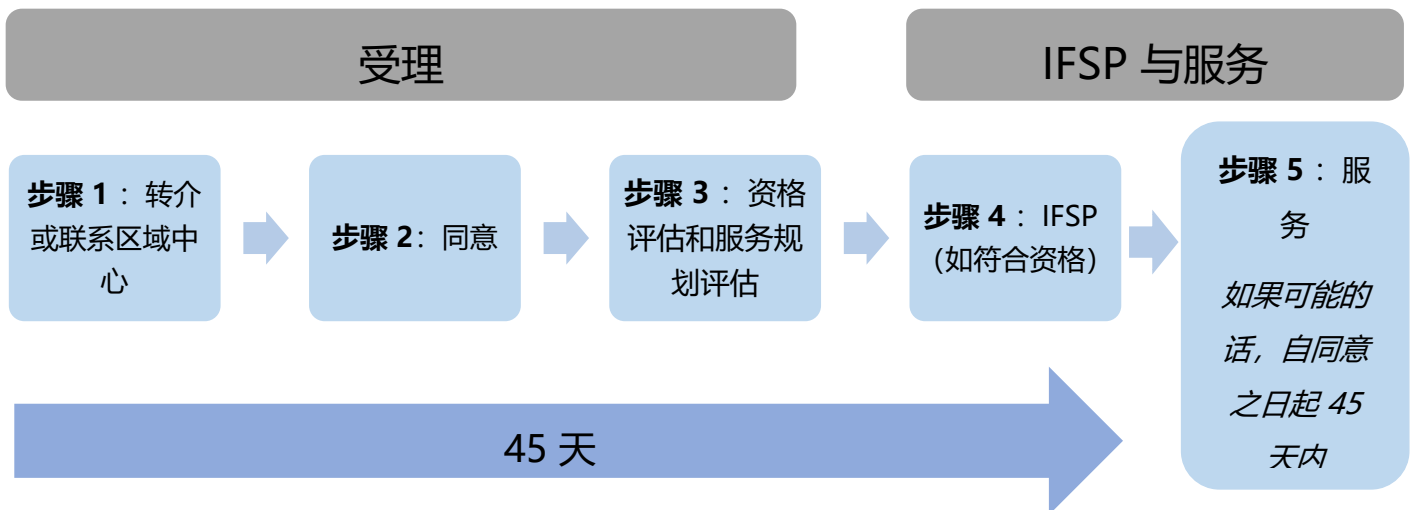 受理
IFSP 与服务
步骤 1 ：转介
或联系区域中
心
步骤 2：同意
步骤 3 ：资格
评估和服务规
划评估
步骤 4 ：IFSP
（如符合资格）
步骤 5 ：服
务
如果可能的
话，自同意
之日起 45
天内
45 天